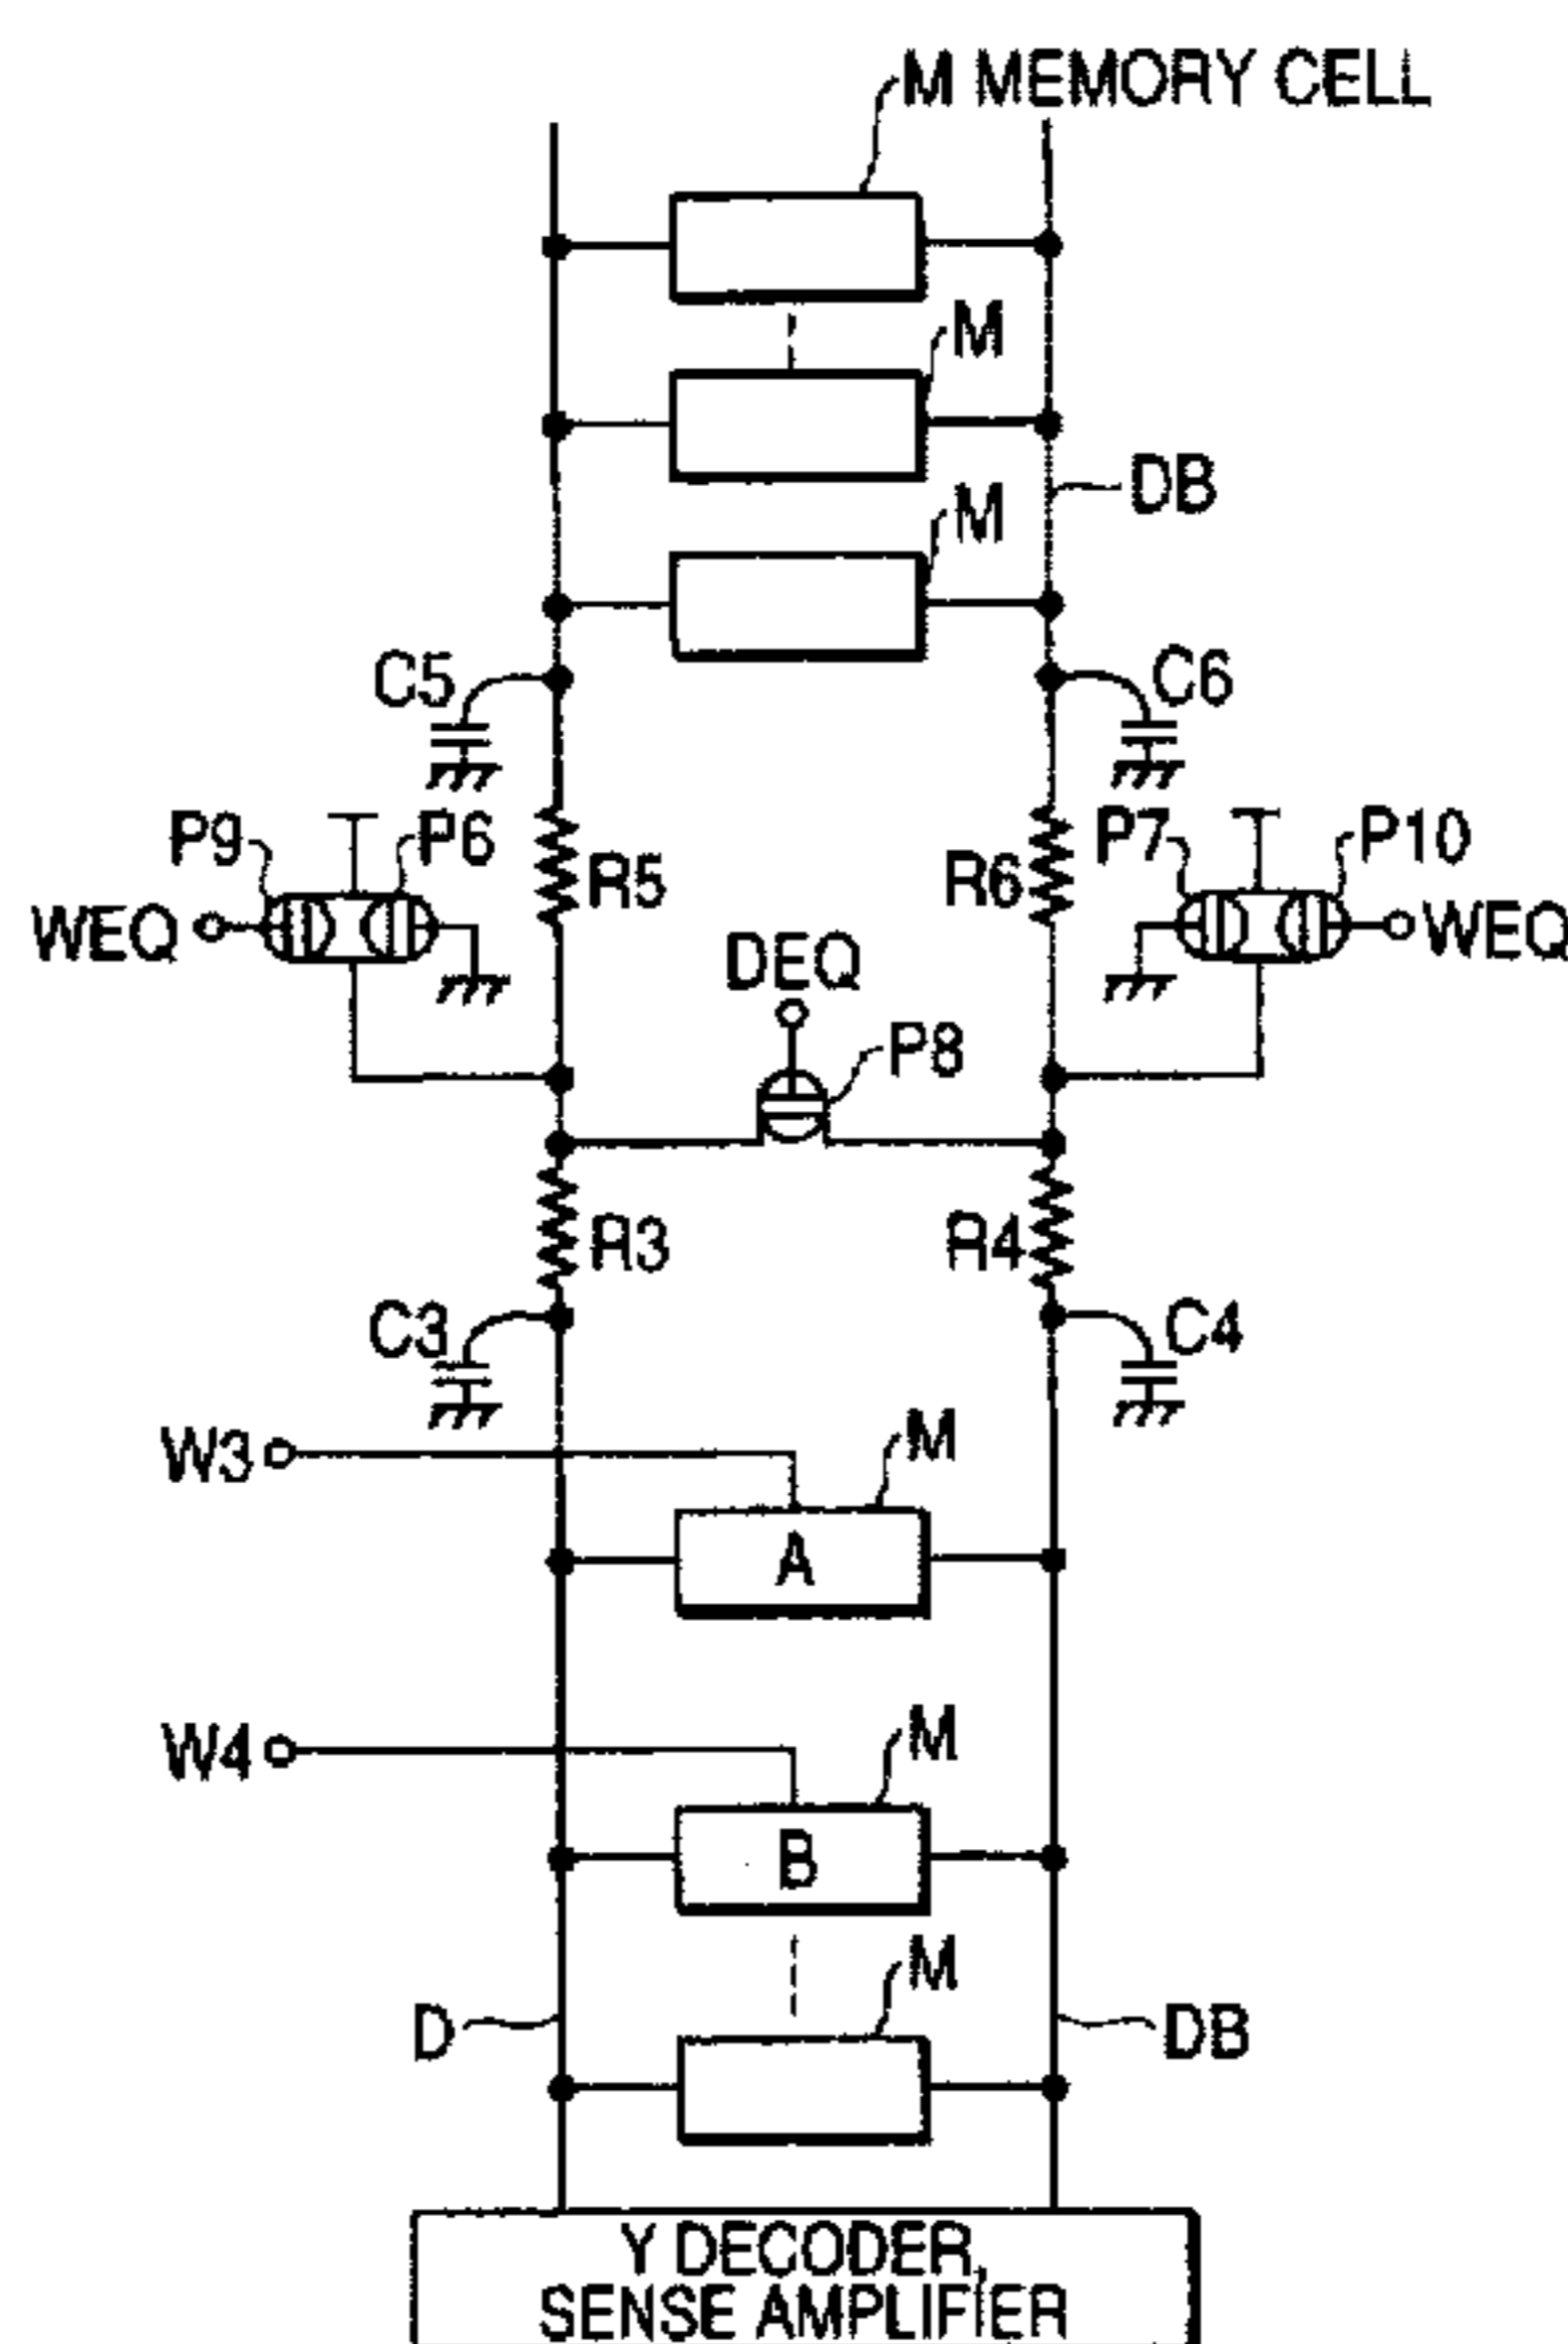 M MEMORY CELL
M
DB
M
C5
C6
P9
P6
R5
R6
P7
P10
WEQ
DEQ
WEQ
P8
R3
R4
C3
C4
W3
M
A
W4
M
B
M
D
DB
Y DECODER,
SENSE AMPLIFIER